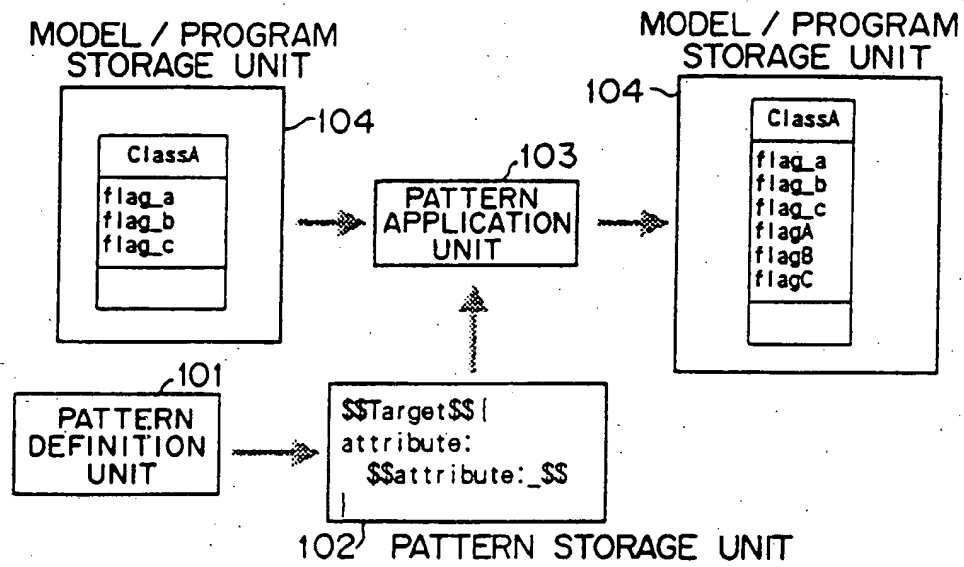 MODEL / PROGRAM
STORAGE UNIT
104
ClassA
flag_a
flag_b
flag_c
103
PATTERN
APPLICATION
UNIT
MODEL / PROGRAM
STORAGE UNIT
104
ClassA
flag_a
flag_b
flag_c
flagA
flagB
flagC
101
PATTERN
DEFINITION
UNIT
$$Target$${
attribute:
$$attribute:_$$
}
102 PATTERN STORAGE UNIT